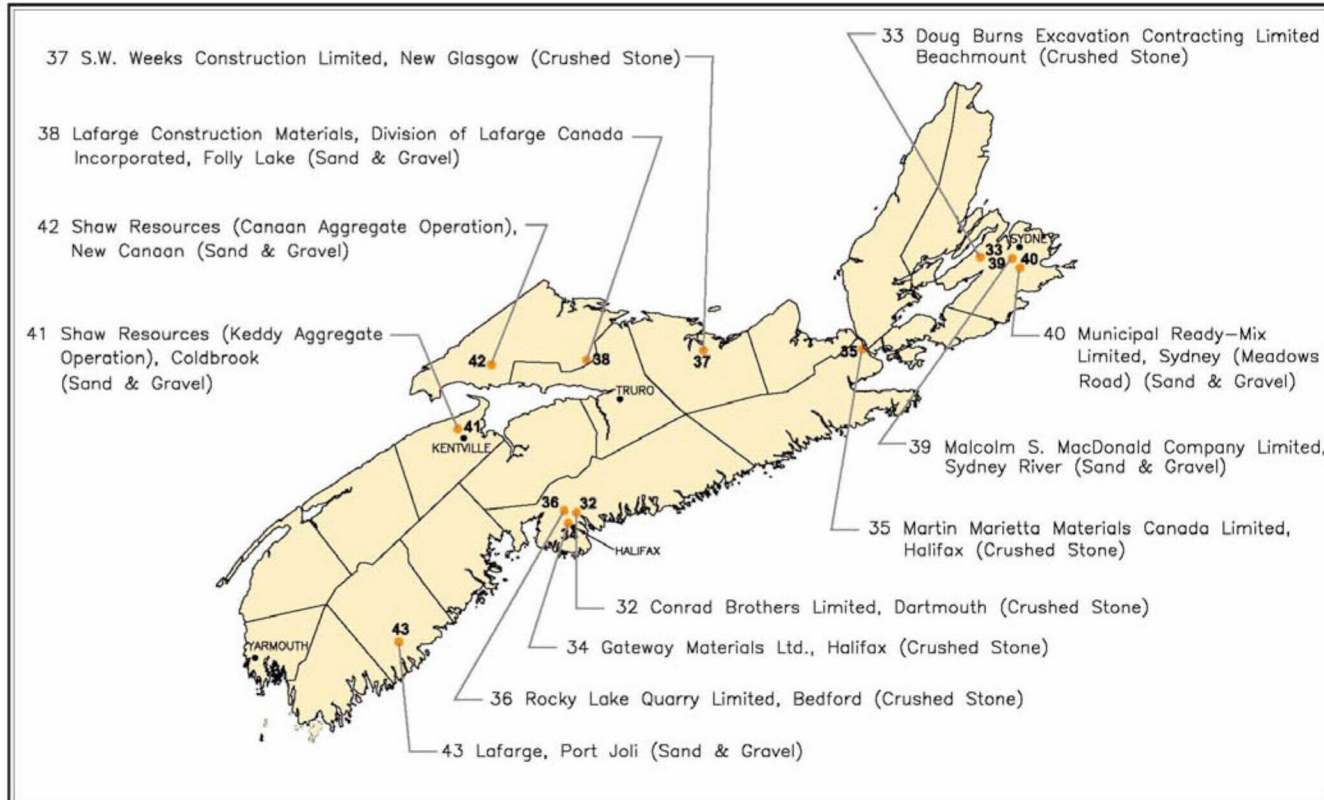 37 S.W. Weeks Construction Limited, New Glasgow (Crushed Stone)
33 Doug Burns Excavation Contracting Limited
Beachmount (Crushed Stone)
38 Lafarge Construction Materials, Division of Lafarge Canada
Incorporated, Folly Lake (Sand & Gravel)
42 Shaw Resources (Canaan Aggregate Operation),
New Canaan (Sand & Gravel)
41 Shaw Resources (Keddy Aggregate
Operation), Coldbrook
(Sand & Gravel)
40 Municipal Ready-Mix
Limited, Sydney (Meadows
Road) (Sand & Gravel)
39 Malcolm S. MacDonald Company Limited,
Sydney River (Sand & Gravel)
35 Martin Marietta Materials Canada Limited,
Halifax (Crushed Stone)
32 Conrad Brothers Limited, Dartmouth (Crushed Stone)
34 Gateway Materials Ltd., Halifax (Crushed Stone)
36 Rocky Lake Quarry Limited, Bedford (Crushed Stone)
43 Lafarge, Port Joli (Sand & Gravel)
SYDNEY
33
39
40
35
37
38
42
TRURO
41
KENTVILLE
36
32
34
HALIFAX
43
YARMOUTH